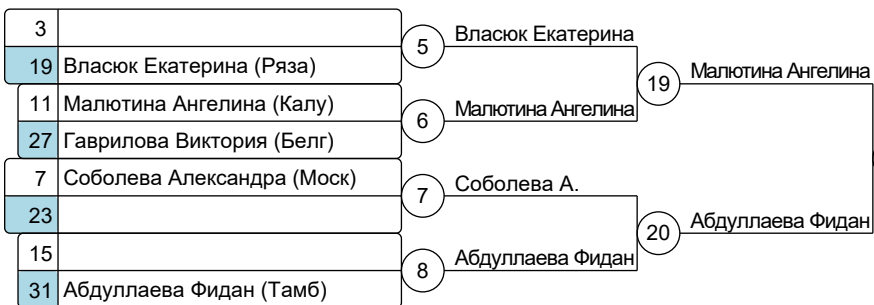 3
19 Власюк Екатерина (Ряза)
5 Власюк Екатерина
11 Малютина Ангелина (Калу)
27 Гаврилова Виктория (Белг)
6 Малютина Ангелина
19 Малютина Ангелина
7 Соболева Александра (Моск)
23
7 Соболева А.
15
31 Абдуллаева Фидан (Тамб)
8 Абдуллаева Фидан
20 Абдуллаева Фидан